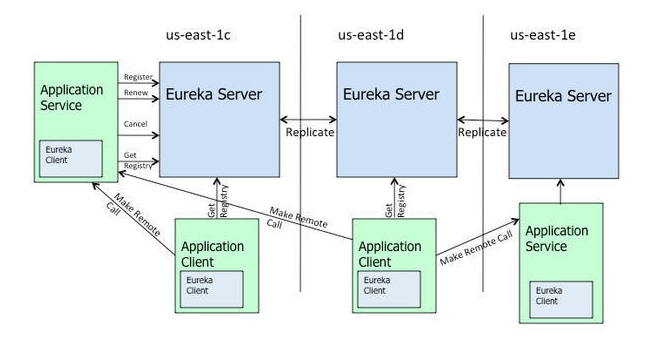 us-east-1c
us-east-1d
us-east-1e
Application
Service
Eureka
Client
Register
Renew
Cancel
Get
Registry
Eureka Server
Replicate
Eureka Server
Replicate
Eureka Server
Make Remote
Call
Get
Registry
Make Remote
Call
Get
Registry
Make Remote Call
Application
Client
Eureka
Client
Application
Client
Eureka
Client
Application
Service
Eureka
Client